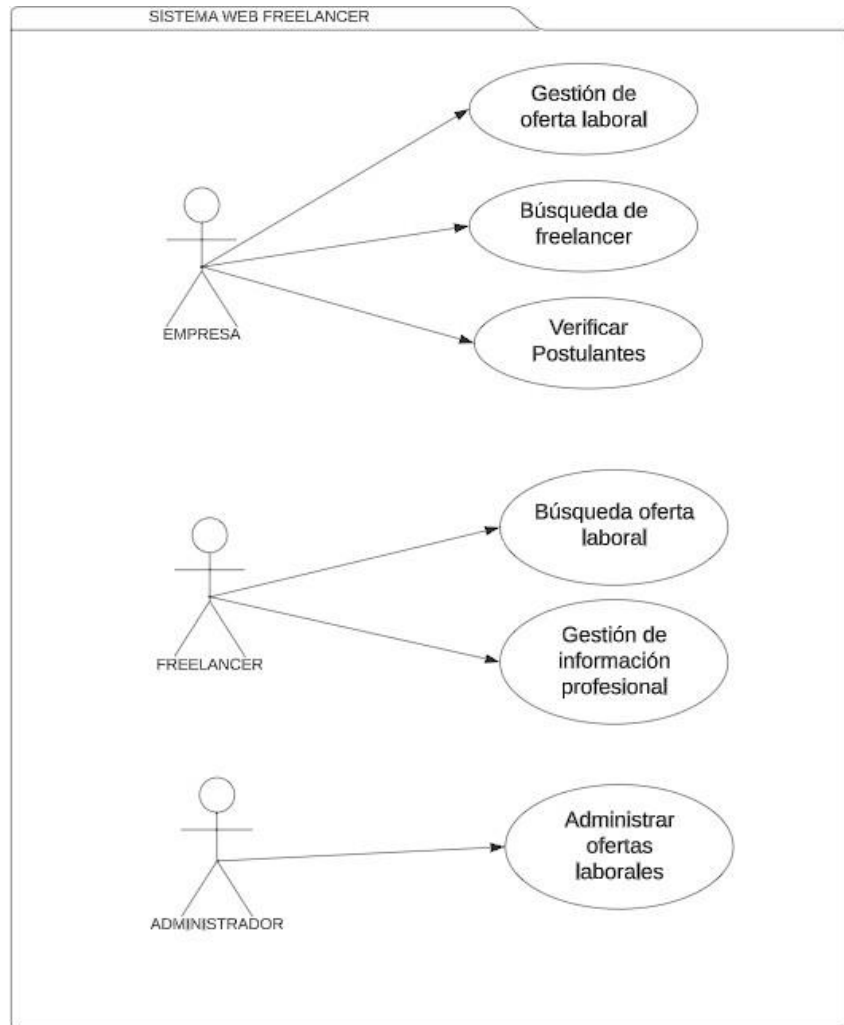 SISTEMA WEB FREELANCER
Gestión de
oferta laboral
Búsqueda de
freelancer
Verificar
Postulantes
EMPRESA
Búsqueda oferta
laboral
Gestión de
información
profesional
FREELANCER
Administrar
ofertas
laborales
ADMINISTRADOR